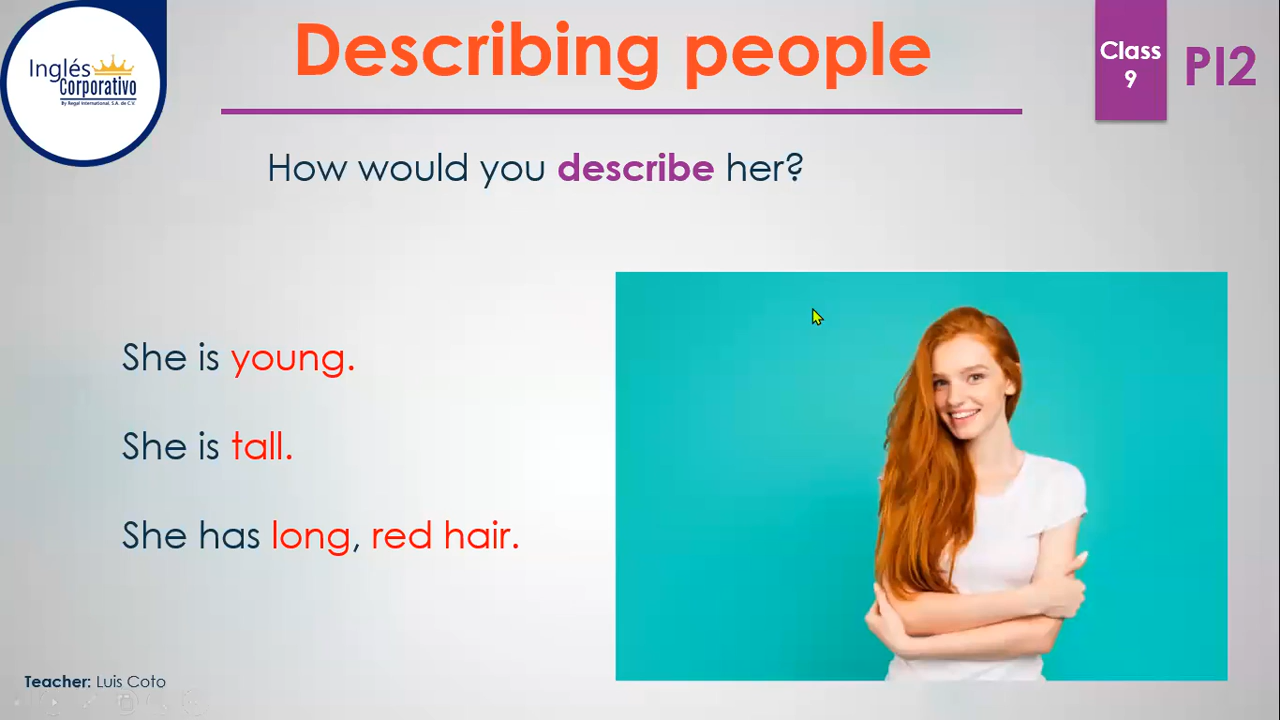 Inglés
Corporativo
By Regal International, S.A. de C.V.
Describing people
Class
9
PI2
How would you describe her?
She is young.
She is tall.
She has long, red hair.
Teacher: Luis Coto